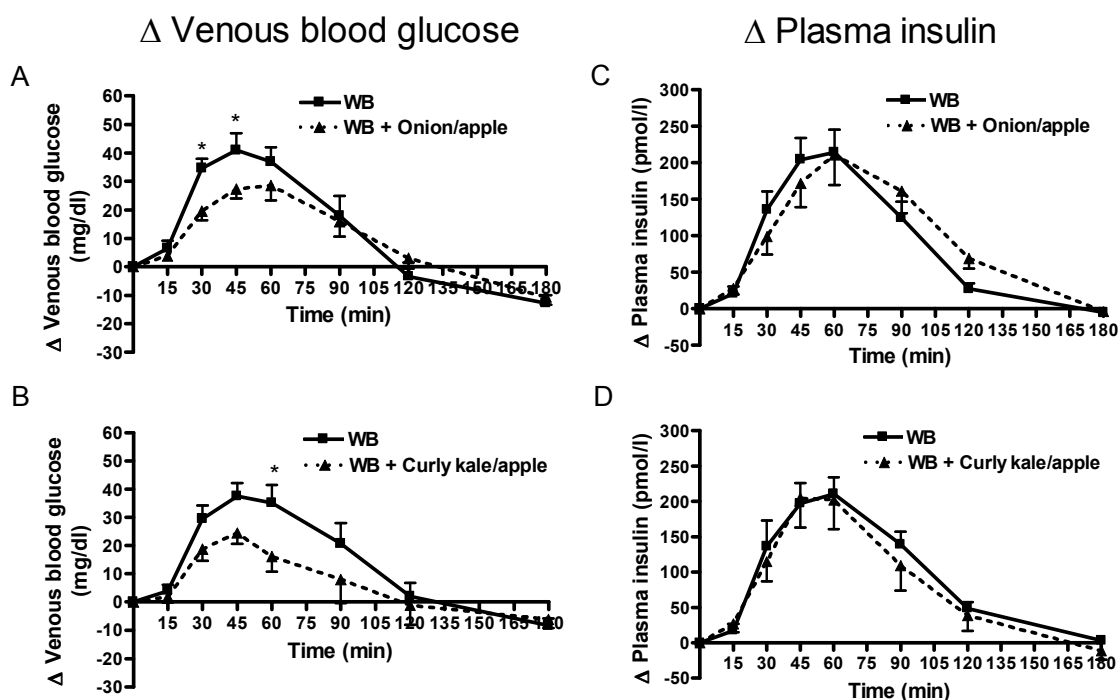 Δ Venous blood glucose
Δ Plasma insulin
A
Δ Venous blood glucose
(mg/dl)
60
50
40
30
20
10
0
-10
-20
-30
* *
WB
WB + Onion/apple
15 30 45 60 75 90 105 120 135 150 165 180
Time (min)
C
Δ Plasma insulin (pmol/l)
300
250
200
150
100
50
0
-50
WB
WB + Onion/apple
15 30 45 60 75 90 105 120 135 150 165 180
Time (min)
B
Δ Venous blood glucose
(mg/dl)
60
50
40
30
20
10
0
-10
-20
-30
*
WB
WB + Curly kale/apple
15 30 45 60 75 90 105 120 135 150 165 180
Time (min)
D
Δ Plasma insulin (pmol/l)
300
250
200
150
100
50
0
-50
WB
WB + Curly kale/apple
15 30 45 60 75 90 105 120 135 150 165 180
Time (min)